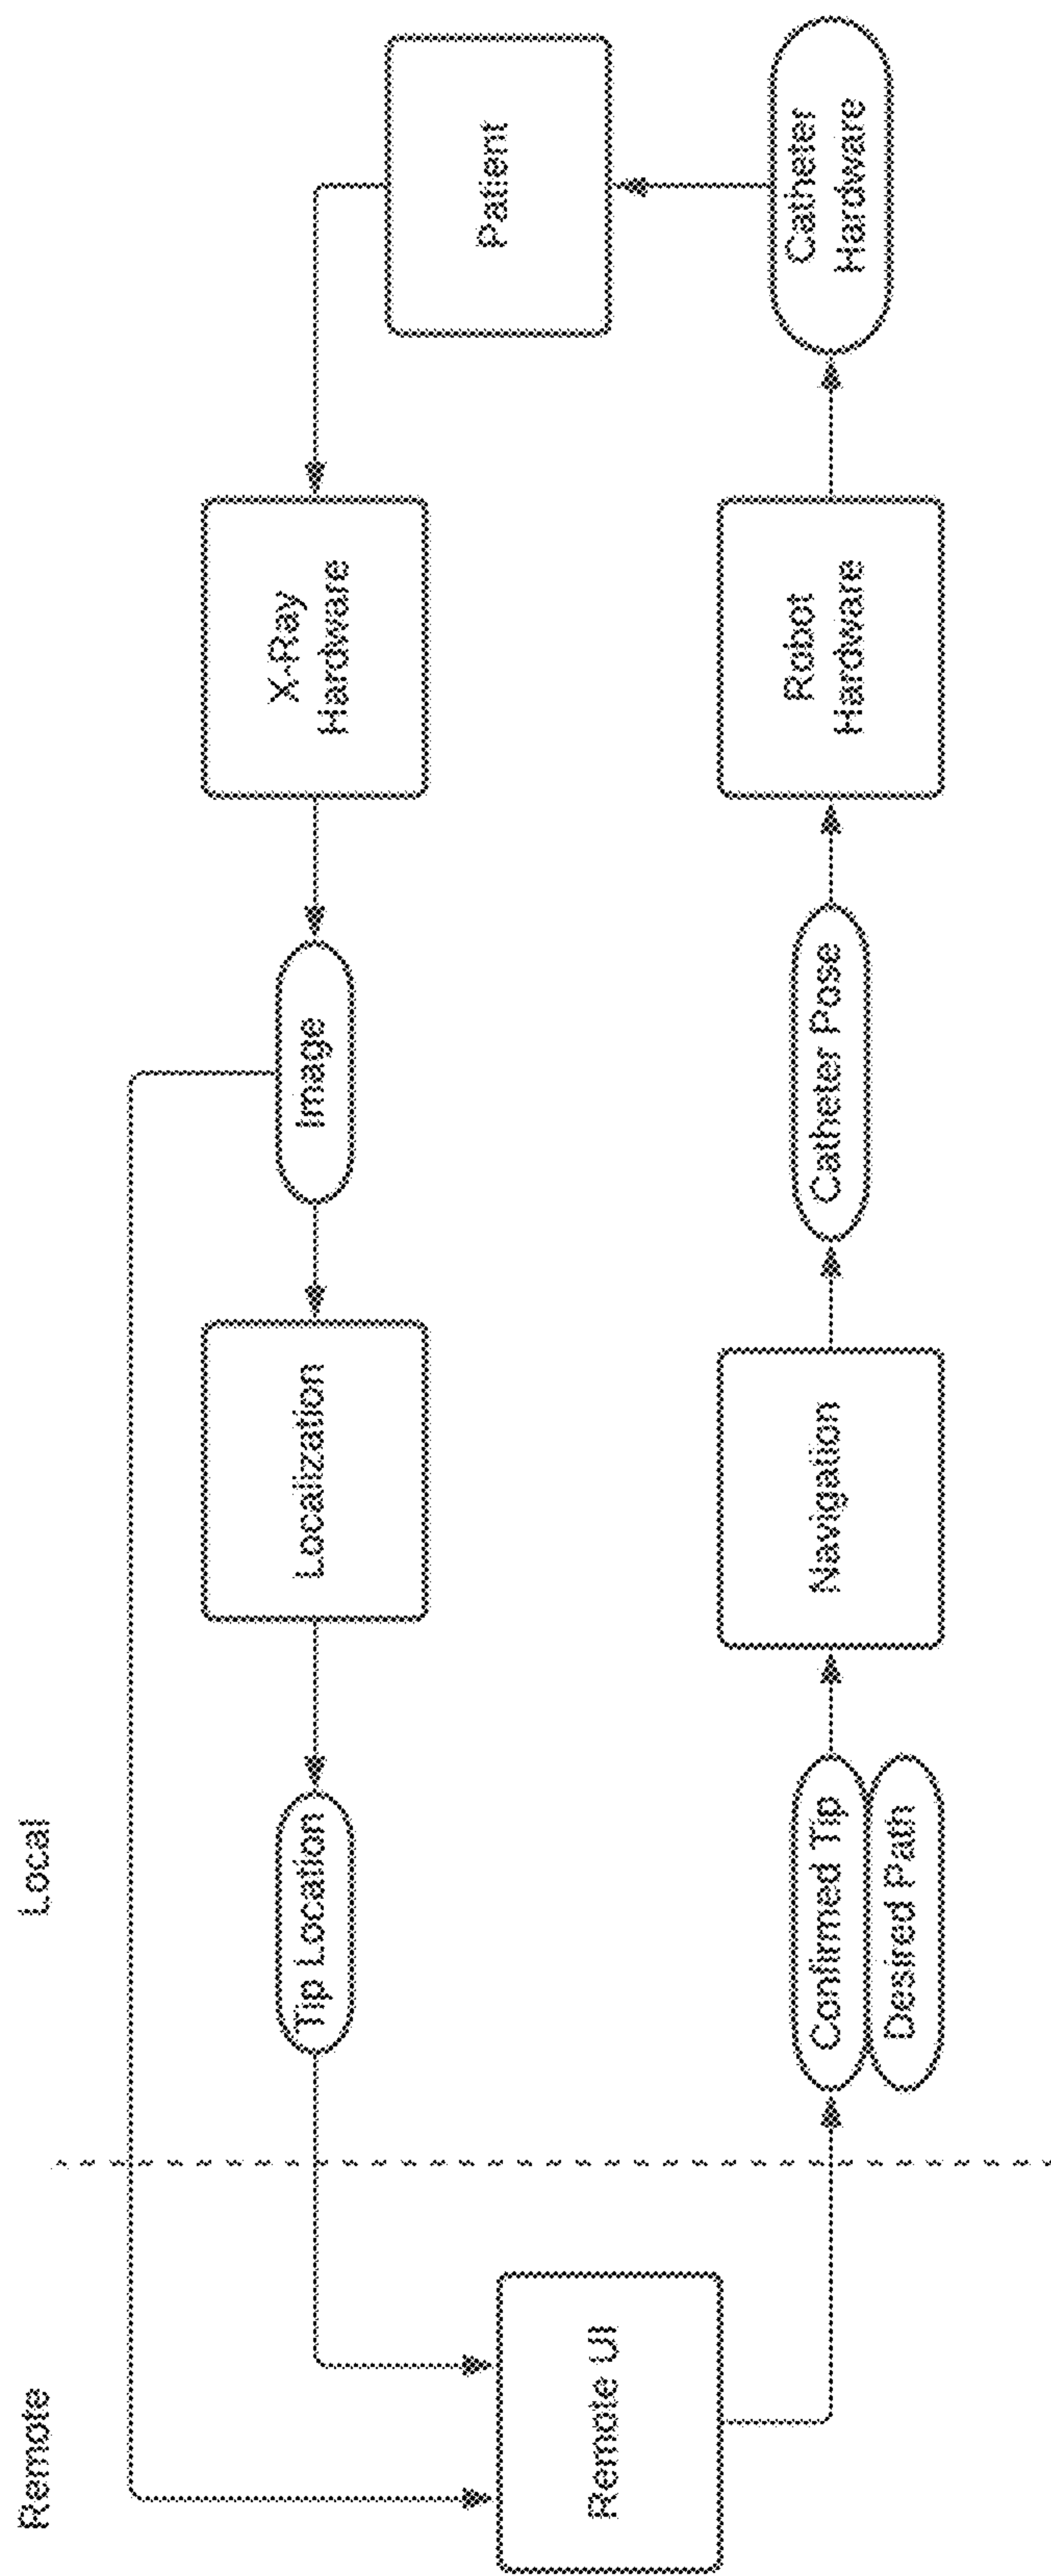 Remote
Local
Tip Location
Localization
Image
X-Ray
Hardware
Patient
Remote UI
Confirmed Tip
Desired Path
Navigation
Catheter Pose
Robot
Hardware
Catheter
Hardware